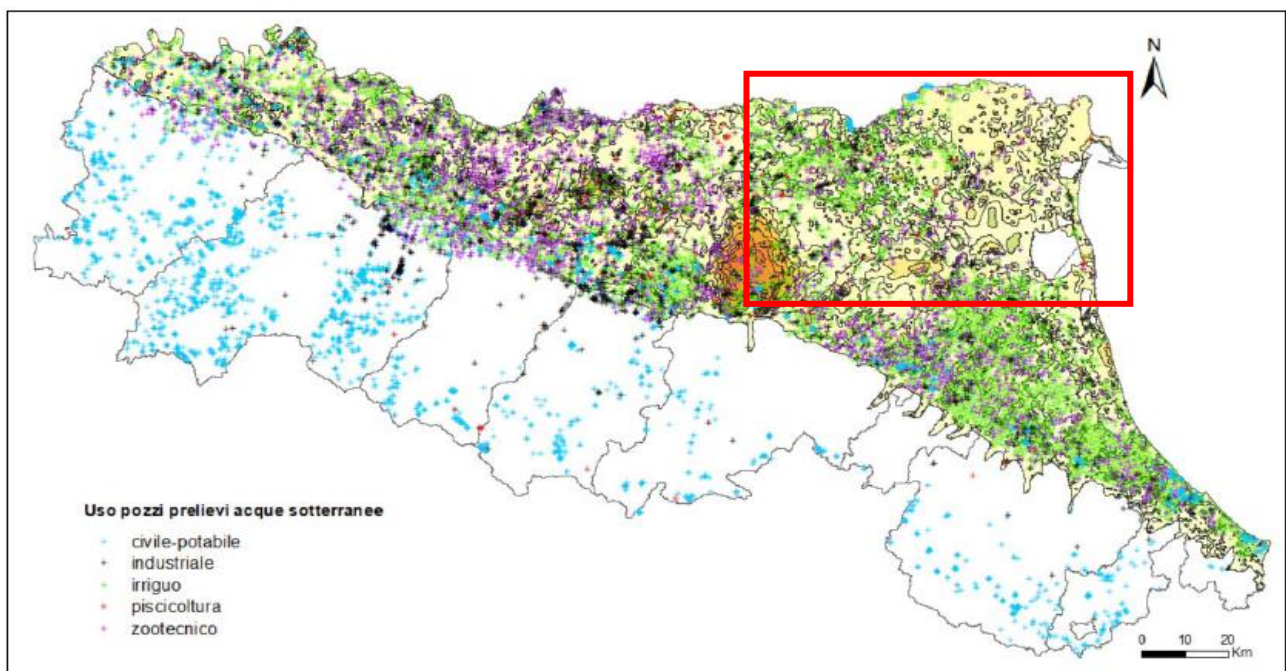 N
Uso pozzi prelievi acque sotterranee
civile-potabile
industriale
irriguo
piscicoltura
zootecnico
0 10 20
Km